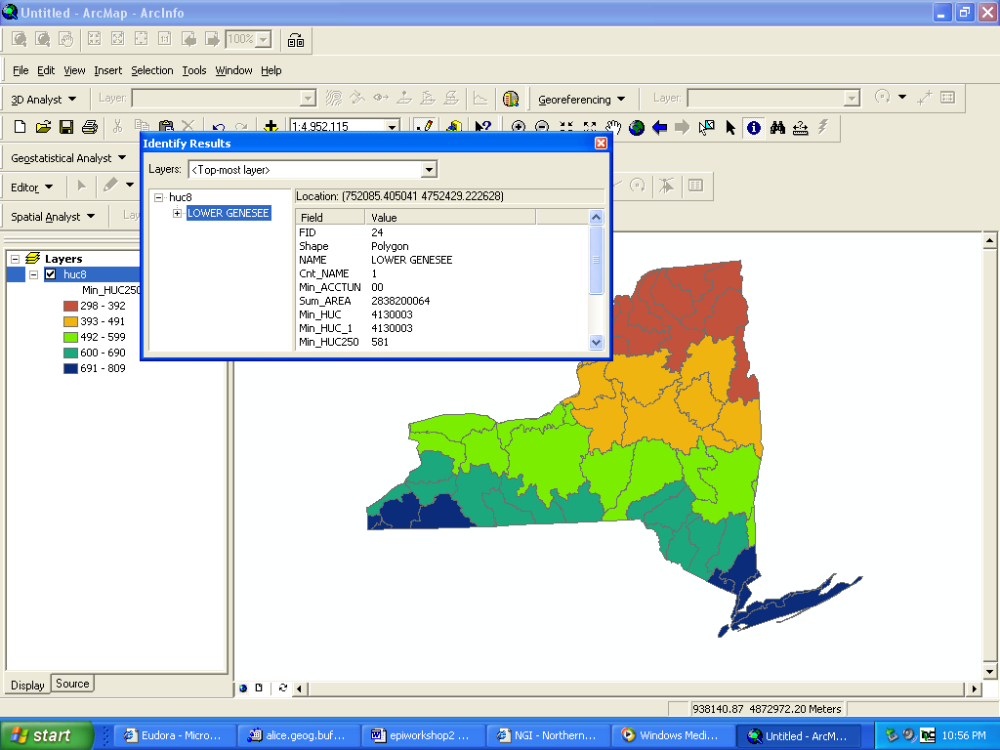 Untitled - ArcMap - ArcInfo
100%
File Edit View Insert Selection Tools Window Help
3D Analyst Layer: Georeferencing Layer:
1:4,952,115
Geostatistical Analyst
Editor
Spatial Analyst
Identify Results
Layers: <Top-most layer>
huc8
LOWER GENESEE
Location: (752085.405041 4752429.222628)
Field Value
FID 24
Shape Polygon
NAME LOWER GENESEE
Cnt_NAME 1
Min_ACCTUN 00
Sum_AREA 2838200064
Min_HUC 4130003
Min_HUC_1 4130003
Min_HUC250 581
Layers
huc8
Min_HUC250
298 - 392
393 - 491
492 - 599
600 - 690
691 - 809
Display Source
938140.87 4872972.20 Meters
start Eudora - Micro... alice.geog.buf... epiworkshop2 ... NGI - Northern... Windows Medi... Untitled - ArcM... 10:56 PM